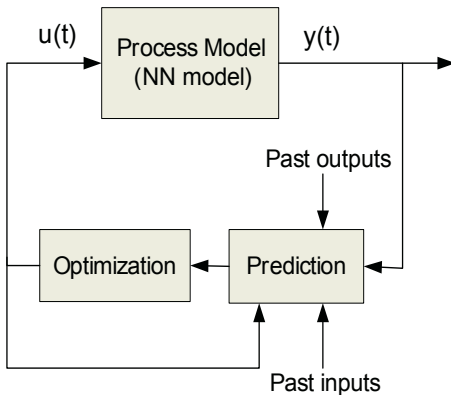 u(t)
Process Model
(NN model)
y(t)
Past outputs
Optimization
Prediction
Past inputs